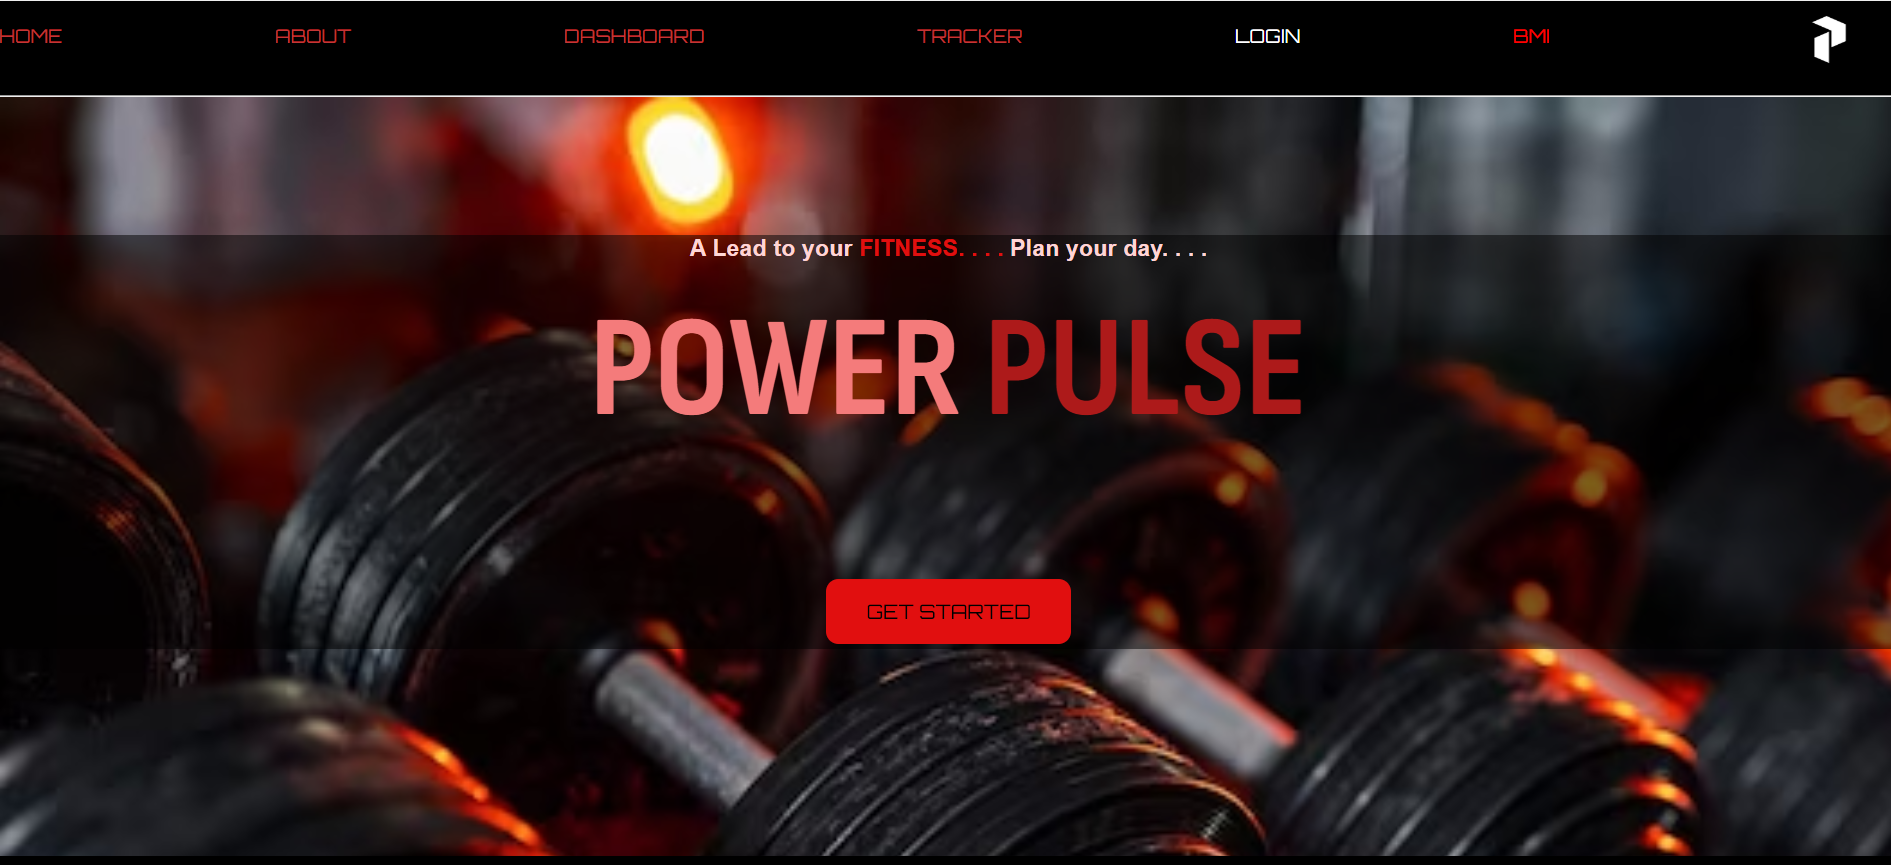 HOME ABOUT DASHBOARD TRACKER LOGIN BMI
A Lead to your FITNESS. . . . Plan your day. . . .
POWER PULSE
GET STARTED